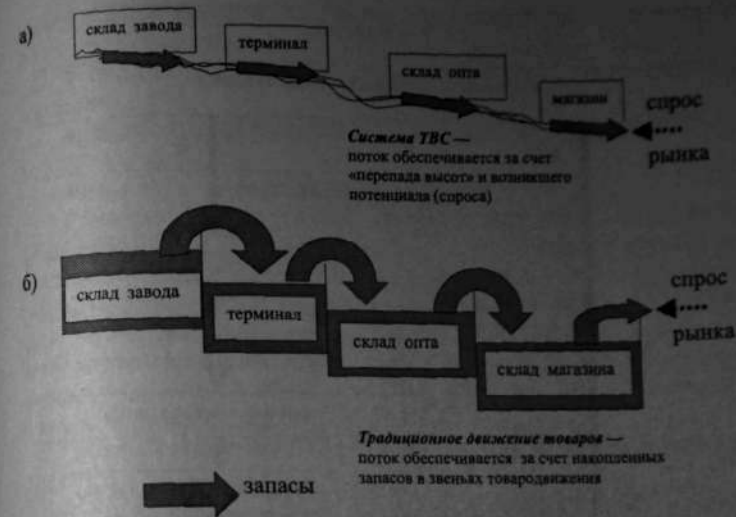 а)
склад завода
терминал
склад опта
магазин
спрос
рынка
Система ТВС —
поток обеспечивается за счет
«перепада высот» и возникшего
потенциала (спроса)
б)
склад завода
терминал
склад опта
склад магазина
спрос
рынка
Традиционное движение товаров —
поток обеспечивается за счет накопленных
запасов в звеньях товародвижения
запасы